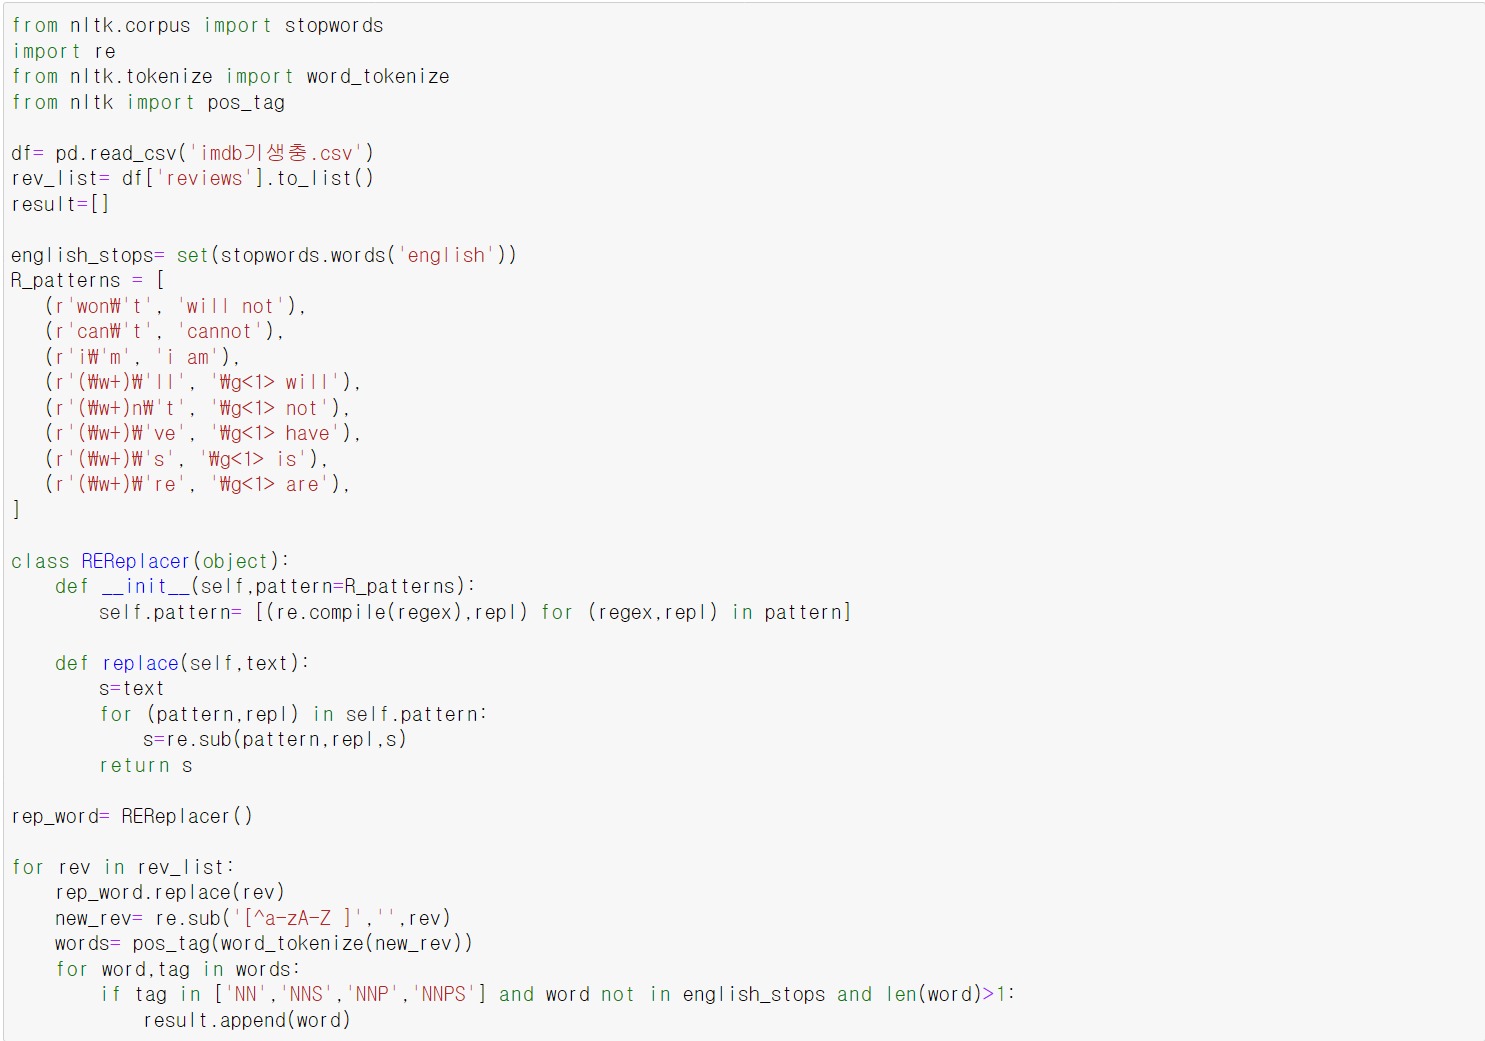 from nltk.corpus import stopwords
import re
from nltk.tokenize import word_tokenize
from nltk import pos_tag

df= pd.read_csv('imdb기생충.csv')
rev_list= df['reviews'].to_list()
result=[]

english_stops= set(stopwords.words('english'))
R_patterns = [
   (r'won₩'t', 'will not'),
   (r'can₩'t', 'cannot'),
   (r'i₩'m', 'i am'),
   (r'(₩w+)₩'ll', '₩g<1> will'),
   (r'(₩w+)n₩'t', '₩g<1> not'),
   (r'(₩w+)₩'ve', '₩g<1> have'),
   (r'(₩w+)₩'s', '₩g<1> is'),
   (r'(₩w+)₩'re', '₩g<1> are'),
]

class REReplacer(object):
    def __init__(self,pattern=R_patterns):
        self.pattern= [(re.compile(regex),repl) for (regex,repl) in pattern]

    def replace(self,text):
        s=text
        for (pattern,repl) in self.pattern:
            s=re.sub(pattern,repl,s)
        return s

rep_word= REReplacer()

for rev in rev_list:
    rep_word.replace(rev)
    new_rev= re.sub('[^a-zA-Z ]','',rev)
    words= pos_tag(word_tokenize(new_rev))
    for word,tag in words:
        if tag in ['NN','NNS','NNP','NNPS'] and word not in english_stops and len(word)>1:
            result.append(word)